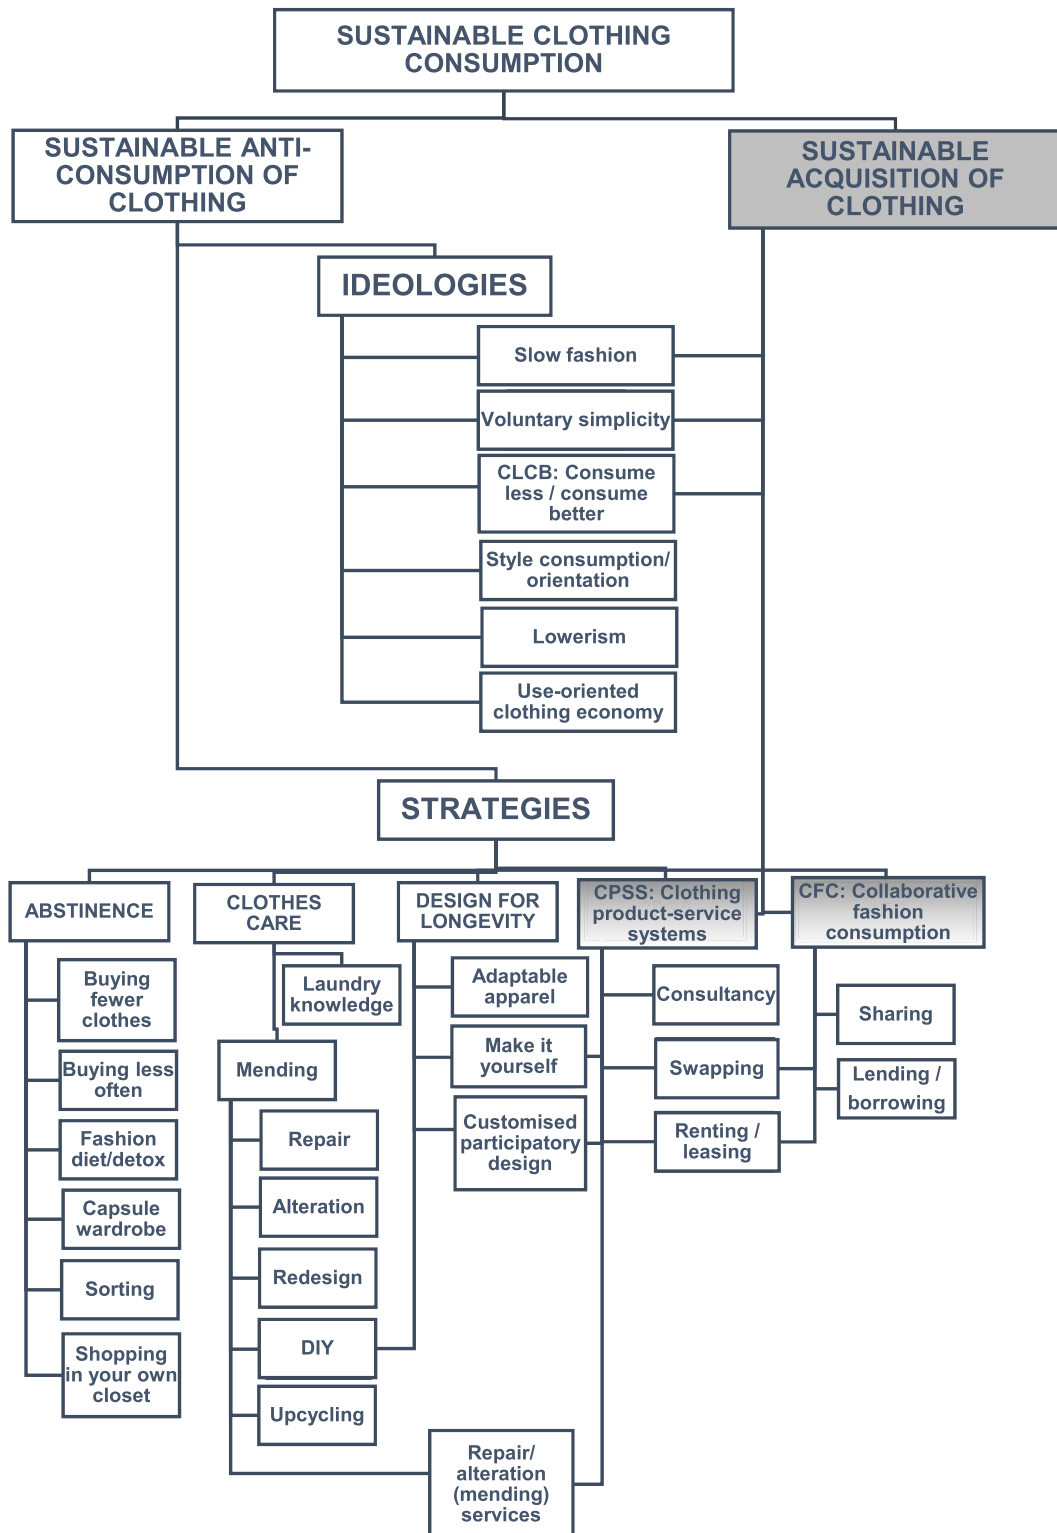 SUSTAINABLE CLOTHING
CONSUMPTION
SUSTAINABLE ANTI-
CONSUMPTION OF
CLOTHING
SUSTAINABLE
ACQUISITION OF
CLOTHING
IDEOLOGIES
Slow fashion
Voluntary simplicity
CLCB: Consume
less / consume
better
Style consumption/
orientation
Lowerism
Use-oriented
clothing economy
STRATEGIES
ABSTINENCE
Buying
fewer
clothes
Buying less
often
Fashion
diet/detox
Capsule
wardrobe
Sorting
Shopping
in your own
closet
CLOTHES
CARE
Laundry
knowledge
Mending
Repair
Alteration
Redesign
DIY
Upcycling
DESIGN FOR
LONGEVITY
Adaptable
apparel
Make it
yourself
Customised
participatory
design
CPSS: Clothing
product-service
systems
Consultancy
Swapping
Renting /
leasing
Repair/
alteration
(mending)
services
CFC: Collaborative
fashion
consumption
Sharing
Lending /
borrowing